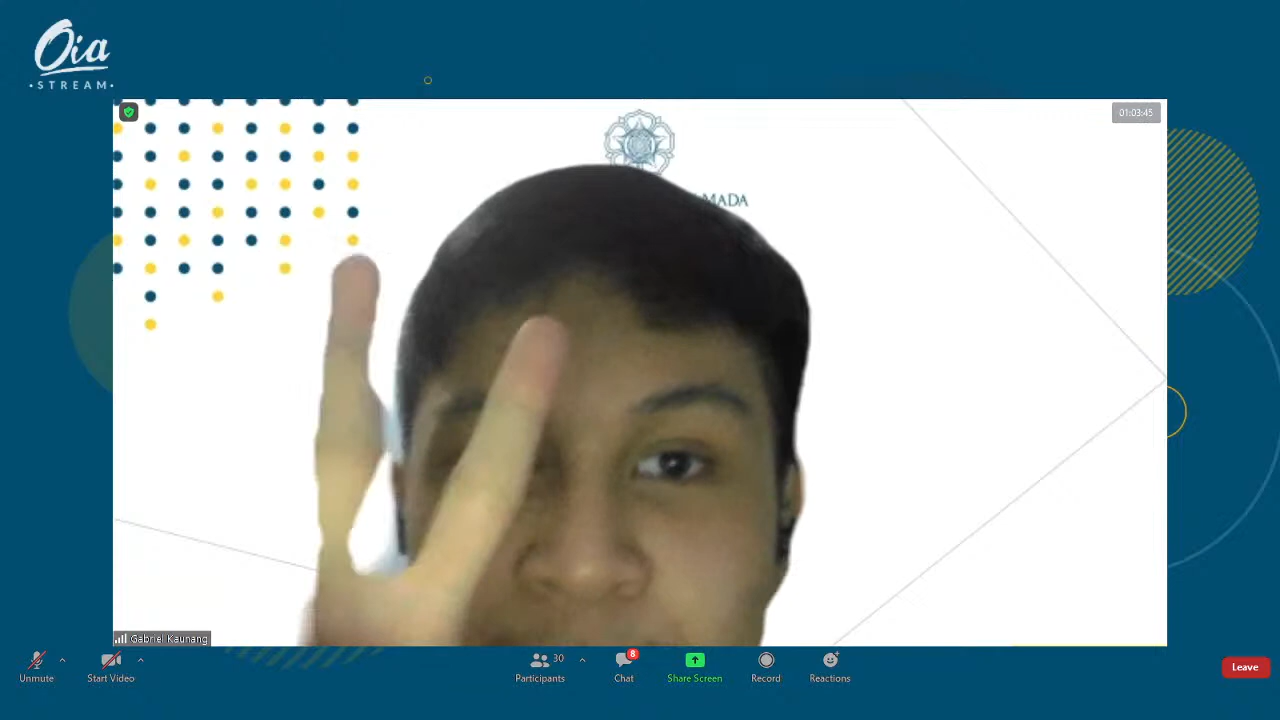 Oia
• STREAM •
01:03:45
MADA
Gabriel Kaunang
Unmute
Start Video
30
Participants
8
Chat
Share Screen
Record
Reactions
Leave